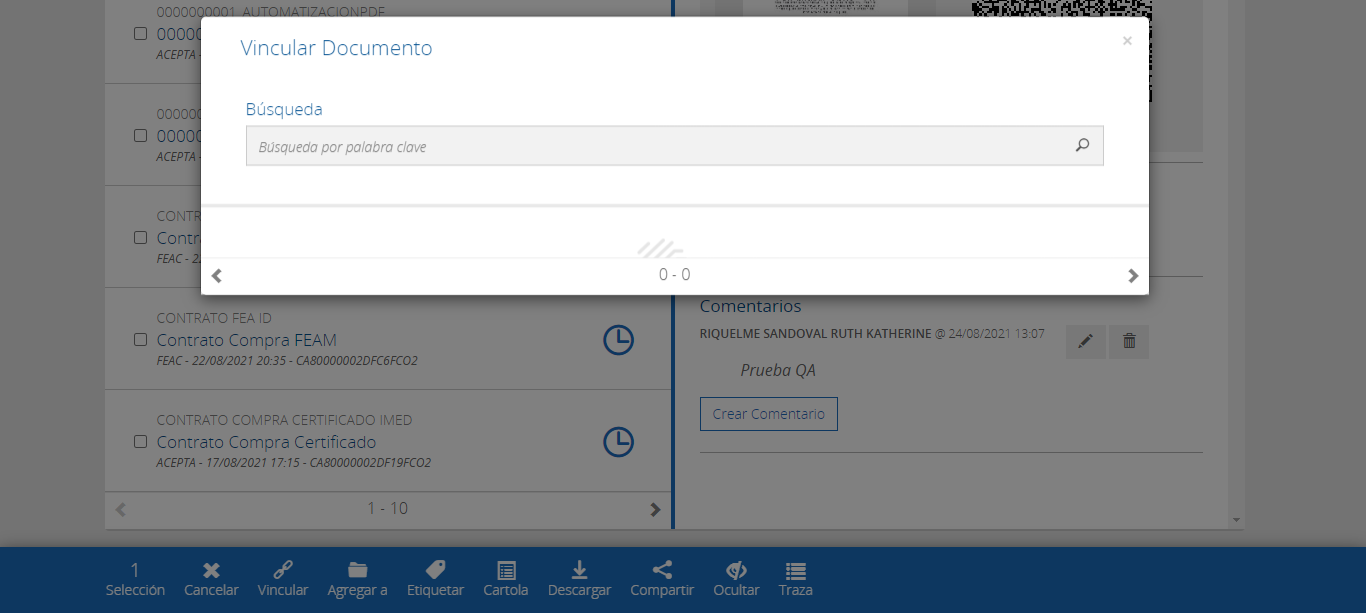 0000000001_AUTOMATIZACIONPDF
ACEPTA -
ACEPTA -
CONTR
Contr
FEAC - 2
Vincular Documento
×
Búsqueda
Búsqueda por palabra clave
0 - 0
CONTRATO FEA ID
Contrato Compra FEAM
FEAC - 22/08/2021 20:35 - CA80000002DFC6FCO2
CONTRATO COMPRA CERTIFICADO IMED
Contrato Compra Certificado
ACEPTA - 17/08/2021 17:15 - CA80000002DF19FCO2
1 - 10
Comentarios
RIQUELME SANDOVAL RUTH KATHERINE @ 24/08/2021 13:07
Prueba QA
Crear Comentario
1
Selección
Cancelar
Vincular
Agregar a
Etiquetar
Cartola
Descargar
Compartir
Ocultar
Traza